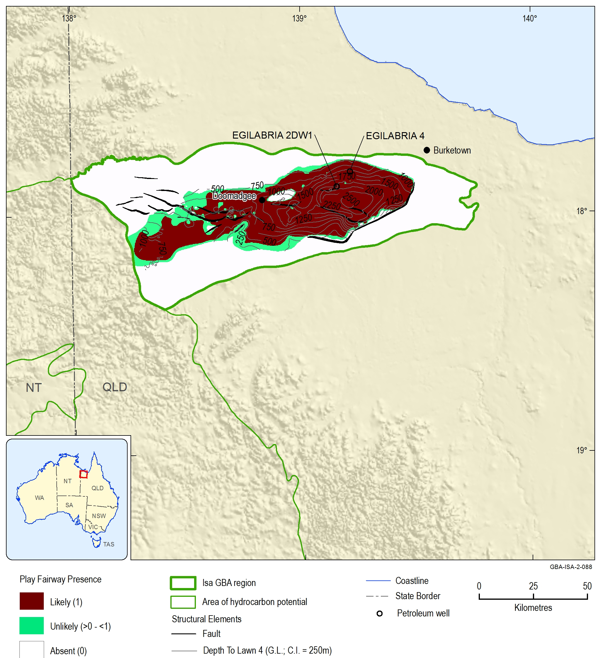 138° 139° 140°
EGILABRIA 2DW1 EGILABRIA 4
Burketown
500 750
Doomadgee
18°
750 1250
250
NT QLD
19°
WA NT QLD
SA
NSW
VIC
TAS
GBA-ISA-2-088
Play Fairway Presence
Likely (1)
Unlikely (>0 - <1)
Absent (0)
Isa GBA region
Area of hydrocarbon potential
Structural Elements
Fault
Depth To Lawn 4 (G.L.; C.I. = 250m)
Coastline
State Border
Petroleum well
0 25 50
Kilometres